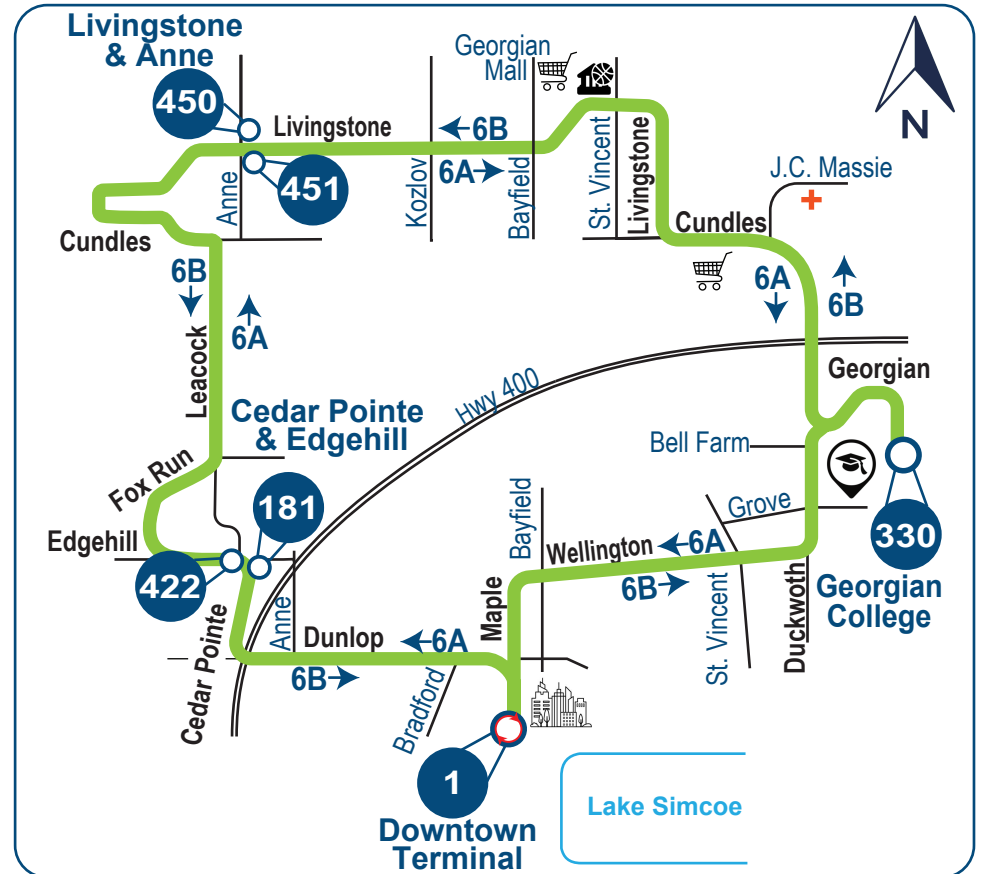 Livingstone
& Anne
450
451
Livingstone
Anne
Cundles
6B
6A
Kozlov
Georgian
Mall
Bayfield
St. Vincent
Livingstone
N
J.C. Massie
Cundles
6A
6B
6B
6A
Leacock
Hwy 400
Georgian
Cedar Pointe
& Edgehill
Fox Run
Edgehill
181
422
Bell Farm
Grove
330
Georgian
College
Bayfield
Wellington
6A
6B
St. Vincent
Duckwoth
Maple
Cedar Pointe
Anne
Dunlop
6A
6B
Bradford
1
Downtown
Terminal
Lake Simcoe